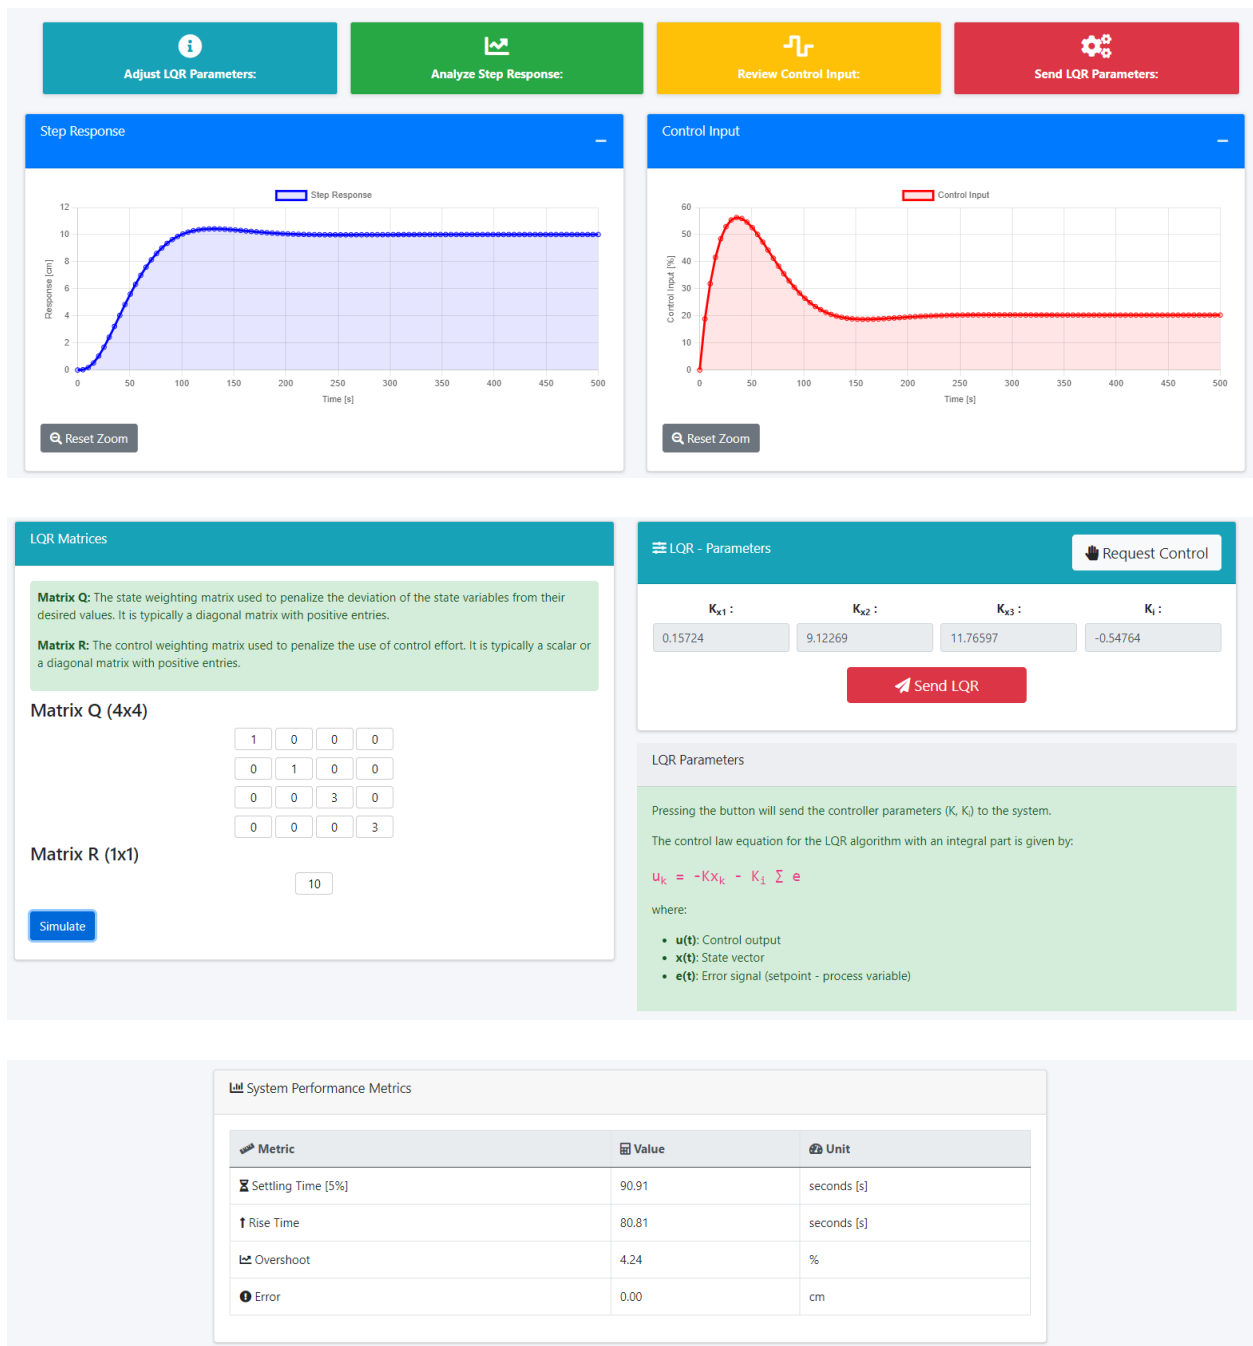 Adjust LQR Parameters:
Analyze Step Response:
Review Control Input:
Send LQR Parameters:
Step Response
Step Response
12
10
8
6
4
2
0
Response [cm]
0 50 100 150 200 250 300 350 400 450 500
Time [s]
Reset Zoom
Control Input
Control Input
60
50
40
30
20
10
0
Control Input [%]
0 50 100 150 200 250 300 350 400 450 500
Time [s]
Reset Zoom
LQR Matrices
Matrix Q: The state weighting matrix used to penalize the deviation of the state variables from their
desired values. It is typically a diagonal matrix with positive entries.
Matrix R: The control weighting matrix used to penalize the use of control effort. It is typically a scalar or
a diagonal matrix with positive entries.
Matrix Q (4x4)
1 0 0 0
0 1 0 0
0 0 3 0
0 0 0 3
Matrix R (1x1)
10
Simulate
LQR - Parameters
Request Control
Kx1 : Kx2 : Kx3 : Ki :
0.15724 9.12269 11.76597 -0.54764
Send LQR
LQR Parameters
Pressing the button will send the controller parameters (K, Ki) to the system.
The control law equation for the LQR algorithm with an integral part is given by:
uk = -Kxk - Ki ∑ e
where:
• u(t): Control output
• x(t): State vector
• e(t): Error signal (setpoint - process variable)
System Performance Metrics
Metric Value Unit
Settling Time [5%] 90.91 seconds [s]
Rise Time 80.81 seconds [s]
Overshoot 4.24 %
Error 0.00 cm